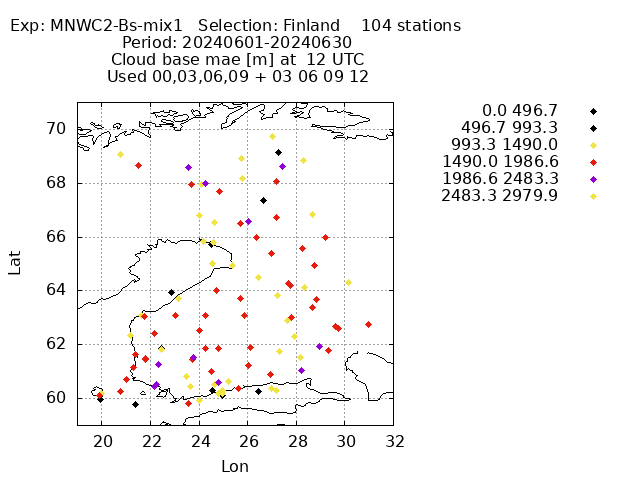 Exp: MNWC2-Bs-mix1 Selection: Finland 104 stations
Period: 20240601-20240630
Cloud base mae [m] at 12 UTC
Used 00,03,06,09 + 03 06 09 12
0.0 496.7
496.7 993.3
993.3 1490.0
1490.0 1986.6
1986.6 2483.3
2483.3 2979.9
70
68
66
64
62
60
Lat
20 22 24 26 28 30 32
Lon